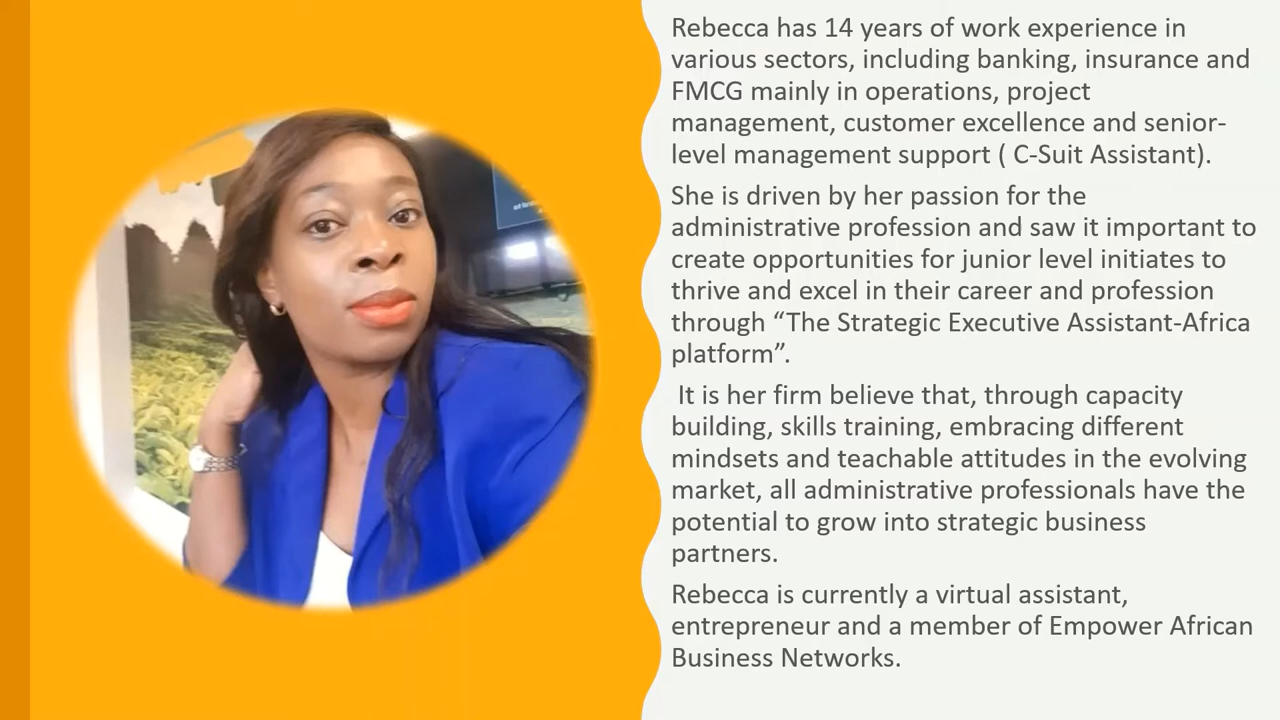 Rebecca has 14 years of work experience in
various sectors, including banking, insurance and
FMCG mainly in operations, project
management, customer excellence and senior-
level management support ( C-Suit Assistant).
She is driven by her passion for the
administrative profession and saw it important to
create opportunities for junior level initiates to
thrive and excel in their career and profession
through “The Strategic Executive Assistant-Africa
platform”.
It is her firm believe that, through capacity
building, skills training, embracing different
mindsets and teachable attitudes in the evolving
market, all administrative professionals have the
potential to grow into strategic business
partners.
Rebecca is currently a virtual assistant,
entrepreneur and a member of Empower African
Business Networks.